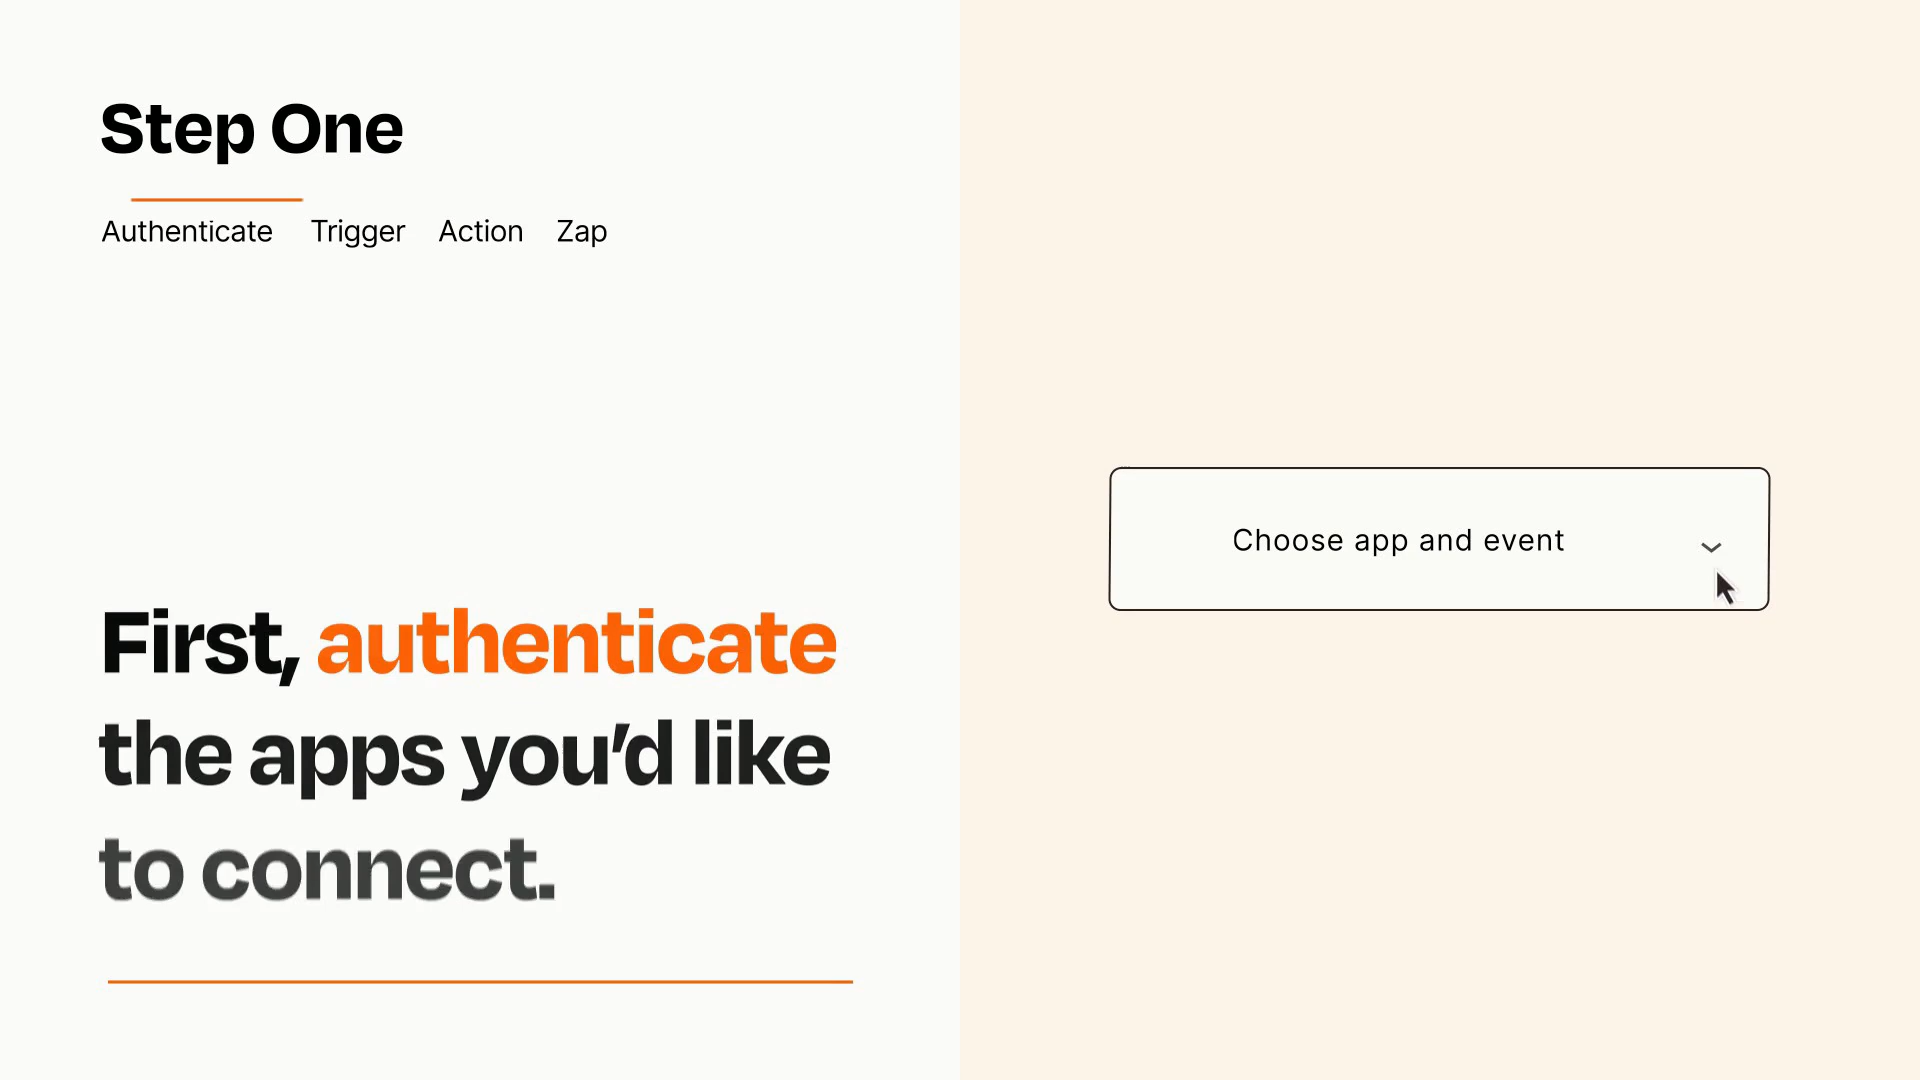 Step One
Authenticate Trigger Action Zap
First, authenticate
the apps you’d like
to connect.
Choose app and event